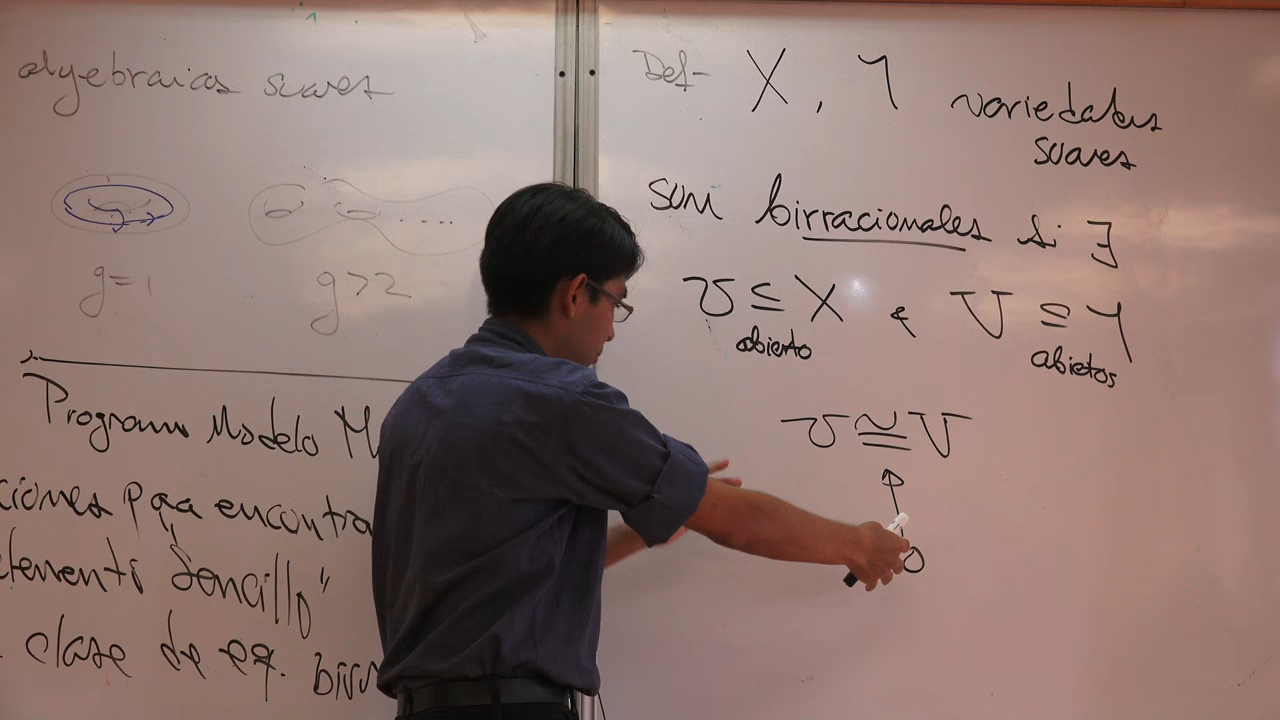 algebraicas suaves
g=1
g>2
Programa Modelo M
ciones para encontra
elemento "Sencillo"
clase de eq. birr
Def- X, Y variedades
suaves
son birracionales si ∃
U ⊆ X & V ⊆ Y
abierto abiertos
U ≅ V